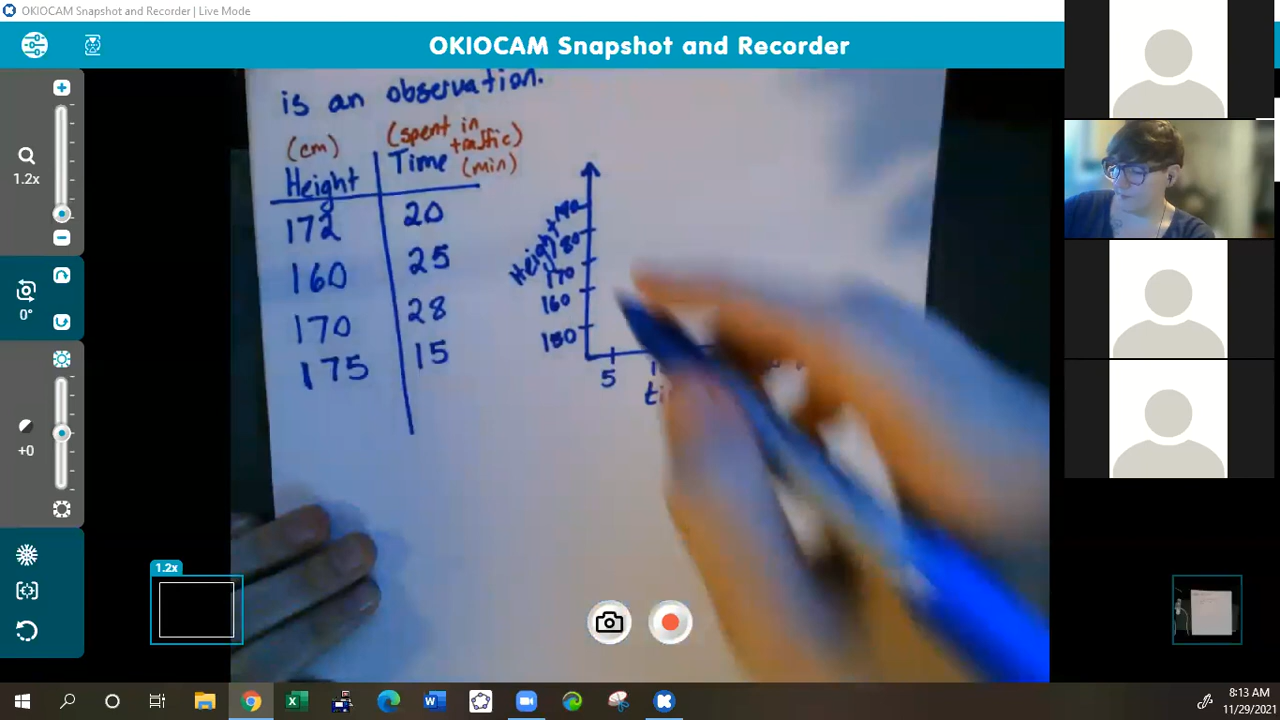 OKIOCAM Snapshot and Recorder | Live Mode
OKIOCAM Snapshot and Recorder
is an observation.
(cm) (spent in traffic)
Height Time (min)
172 20
160 25
170 28
175 15
Height
190
180
170
160
150
5
1.2x
0°
+0
1.2x
8:13 AM
11/29/2021